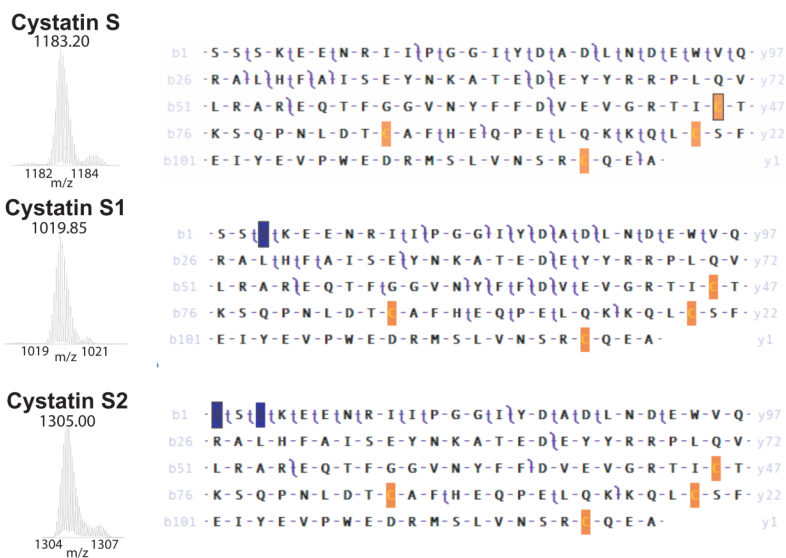 Cystatin S
1183.20
1182 1184
m/z
b1 -S-S-S-K-E-E-N-R-I-I-P-G-G-I-Y-D-A-D-L-N-D-E-W-V-Q- y97
b26 -R-A-L-H-F-A-I-S-E-Y-N-K-A-T-E-D-E-Y-Y-R-R-P-L-Q-V- y72
b51 -L-R-A-R-E-Q-T-F-G-G-V-N-Y-F-F-D-V-E-V-G-R-T-I-C-T- y47
b76 -K-S-Q-P-N-L-D-T-C-A-F-H-E-Q-P-E-L-Q-K-K-Q-L-C-S-F- y22
b101 -E-I-Y-E-V-P-W-E-D-R-M-S-L-V-N-S-R-C-Q-E-A- y1
Cystatin S1
1019.85
1019 m/z 1021
b1 -S-S- -K-E-E-N-R-I-I-P-G-G-I-Y-D-A-D-L-N-D-E-W-V-Q- y97
b26 -R-A-L-H-F-A-I-S-E-Y-N-K-A-T-E-D-E-Y-Y-R-R-P-L-Q-V- y72
b51 -L-R-A-R-E-Q-T-F-G-G-V-N-Y-F-F-D-V-E-V-G-R-T-I-C-T- y47
b76 -K-S-Q-P-N-L-D-T-C-A-F-H-E-Q-P-E-L-Q-K-K-Q-L-C-S-F- y22
b101 -E-I-Y-E-V-P-W-E-D-R-M-S-L-V-N-S-R-C-Q-E-A- y1
Cystatin S2
1305.00
1304 m/z 1307
b1 - -S- -K-E-E-N-R-I-I-P-G-G-I-Y-D-A-D-L-N-D-E-W-V-Q- y97
b26 -R-A-L-H-F-A-I-S-E-Y-N-K-A-T-E-D-E-Y-Y-R-R-P-L-Q-V- y72
b51 -L-R-A-R-E-Q-T-F-G-G-V-N-Y-F-F-D-V-E-V-G-R-T-I-C-T- y47
b76 -K-S-Q-P-N-L-D-T-C-A-F-H-E-Q-P-E-L-Q-K-K-Q-L-C-S-F- y22
b101 -E-I-Y-E-V-P-W-E-D-R-M-S-L-V-N-S-R-C-Q-E-A- y1